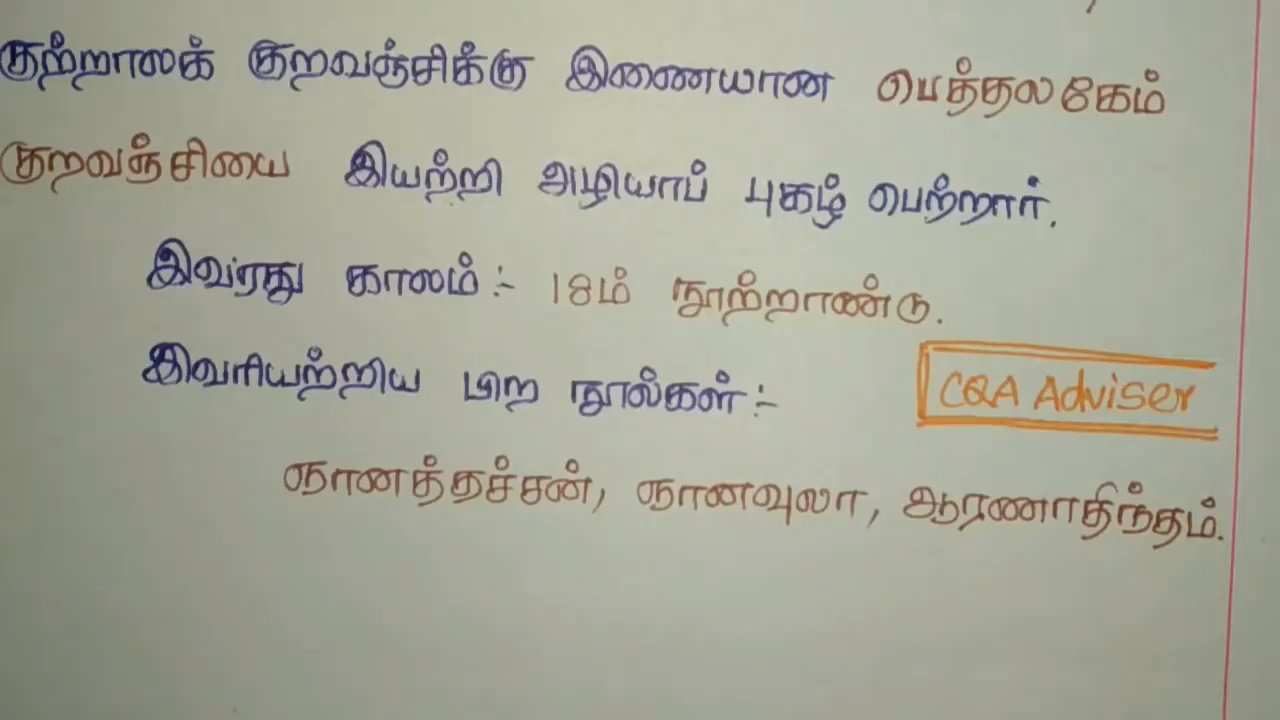 குற்றாலக் குறவஞ்சிக்கு இணையான பெத்தலகேம்
குறவஞ்சியை இயற்றி அழியாப் புகழ் பெற்றார்.
இவரது காலம் :- 18ம் நூற்றாண்டு.
இவரியற்றிய பிற நூல்கள் :-
CQA Adviser
ஞானத்தச்சன், ஞானவுலா, ஆரணாதிந்தம்.